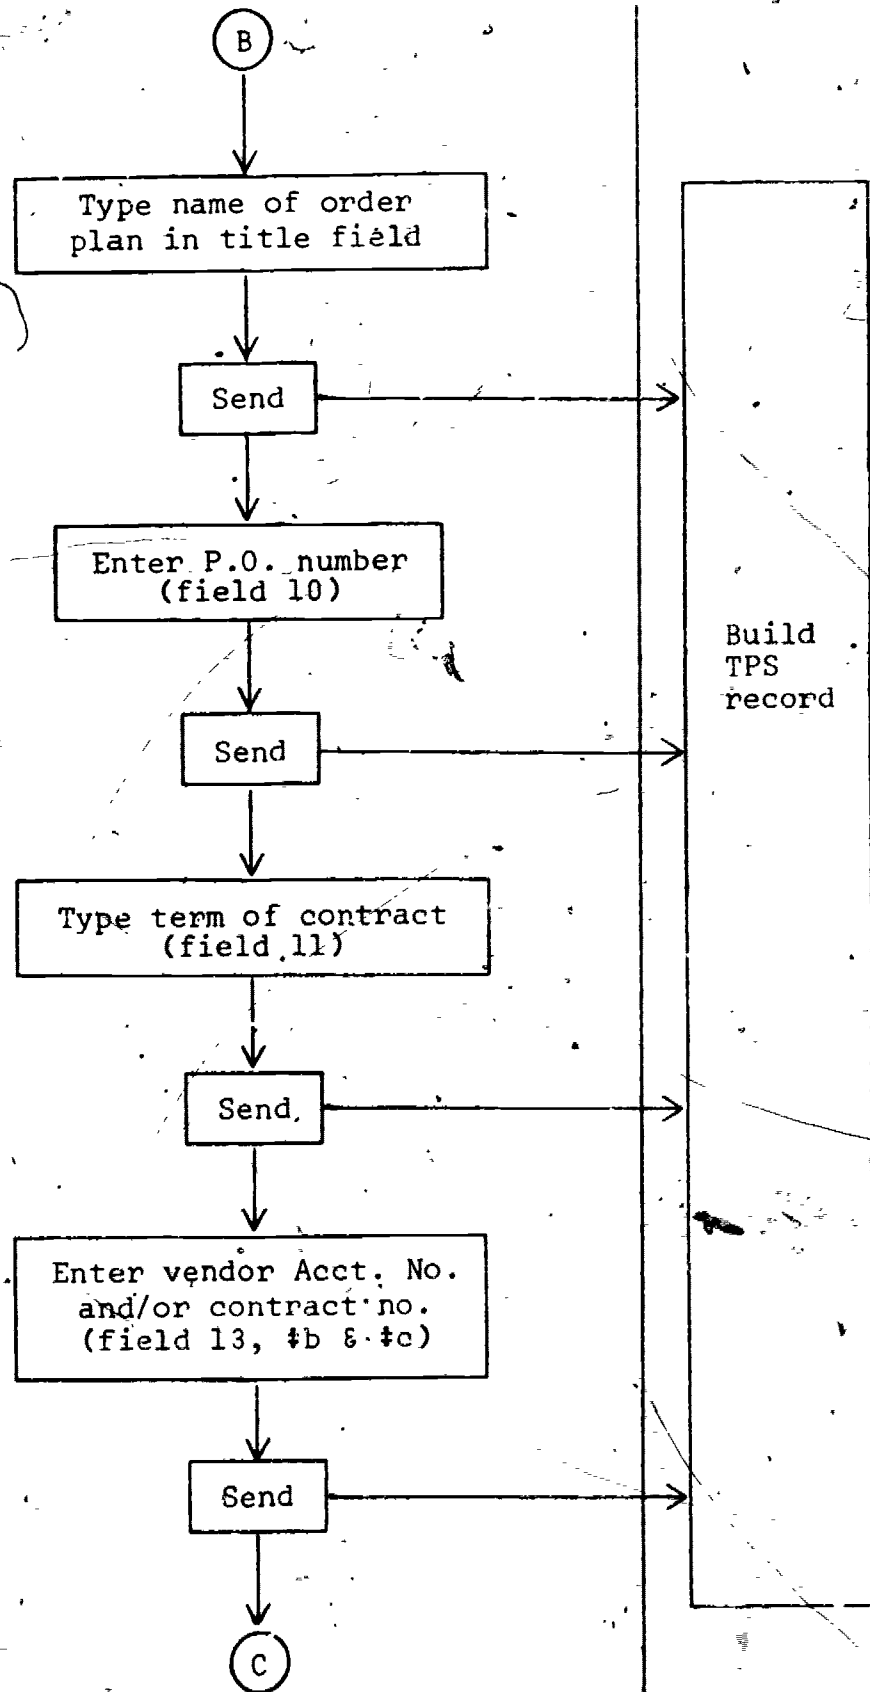 B
Type name of order
plan in title field
Send
Enter P.O. number
(field 10)
Build
TPS
record
Send
Type term of contract
(field 11)
Send
Enter vendor Acct. No.
and/or contract no.
(field 13, ‡b & ‡c)
Send
C